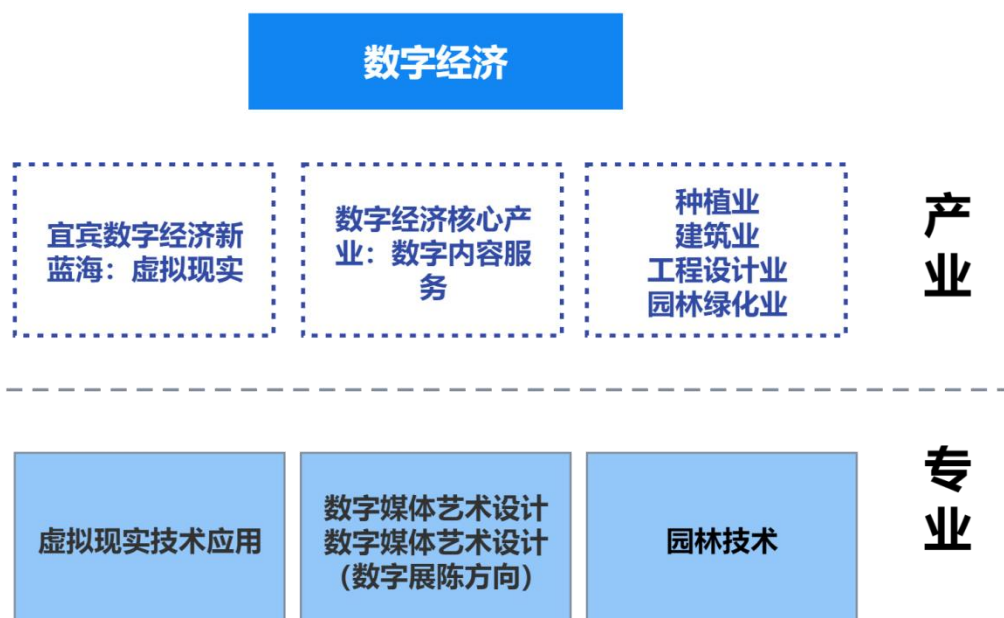 数字经济
宜宾数字经济新
蓝海：虚拟现实
数字经济核心产
业：数字内容服
务
种植业
建筑业
工程设计业
园林绿化业
产
业
虚拟现实技术应用
数字媒体艺术设计
数字媒体艺术设计
（数字展陈方向）
园林技术
专
业